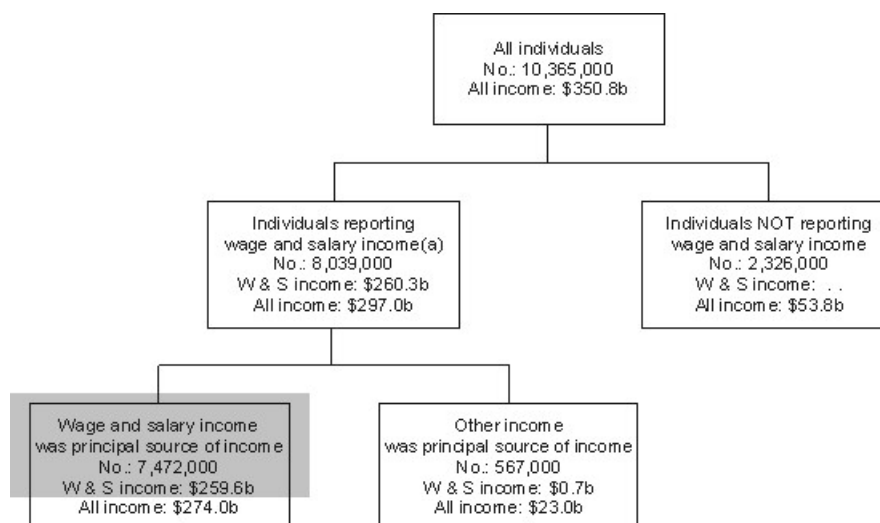 All individuals
No.: 10,365,000
All income: $350.8b
Individuals reporting
wage and salary income(a)
No.: 8,039,000
W & S income: $260.3b
All income: $297.0b
Individuals NOT reporting
wage and salary income
No.: 2,326,000
W & S income: . .
All income: $53.8b
Wage and salary income
was principal source of income
No.: 7,472,000
W & S income: $259.6b
All income: $274.0b
Other income
was principal source of income
No.: 567,000
W & S income: $0.7b
All income: $23.0b